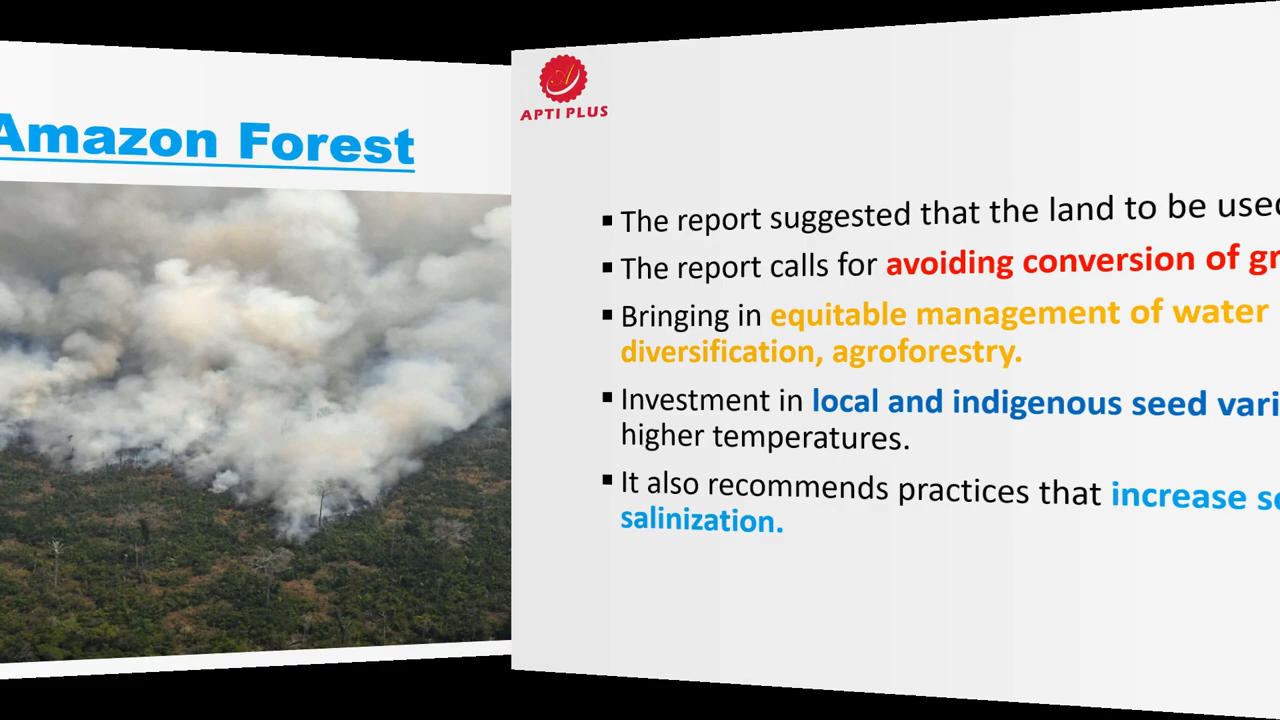 Amazon Forest
APTI PLUS
The report suggested that the land to be used
The report calls for avoiding conversion of
Bringing in equitable management of water
diversification, agroforestry.
Investment in local and indigenous seed
higher temperatures.
It also recommends practices that increase
salinization.